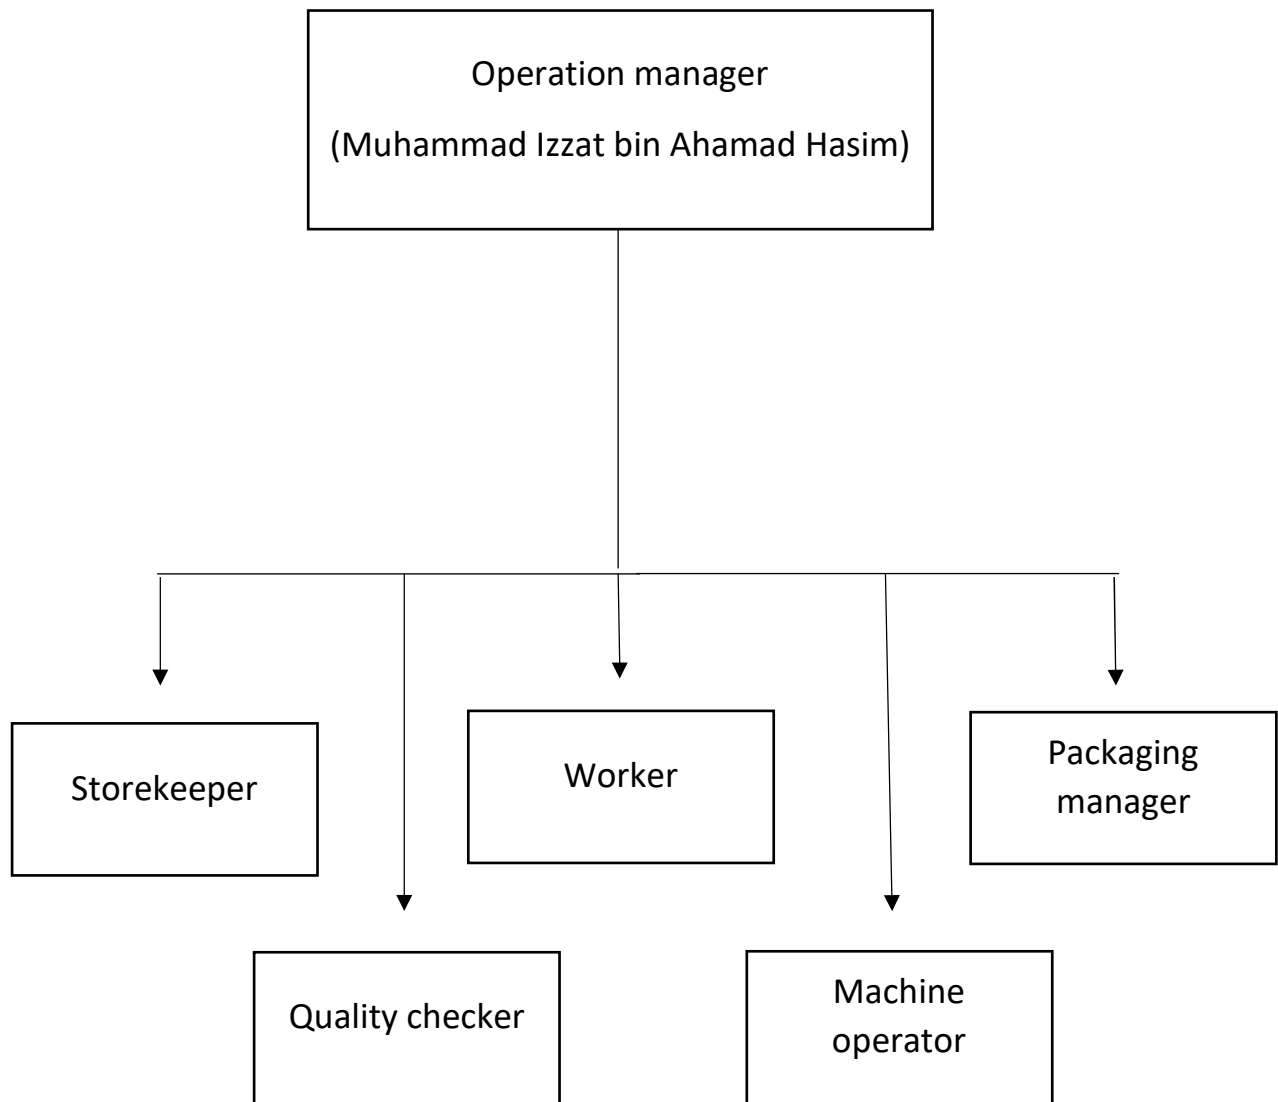 Operation manager
(Muhammad Izzat bin Ahamad Hasim)
Storekeeper
Worker
Packaging
manager
Quality checker
Machine
operator